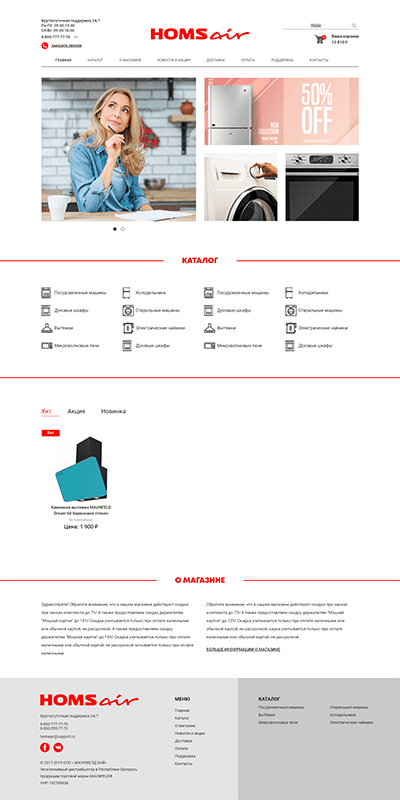 Круглосуточная поддержка 24/7
Пн-Пт: 09.00-19.00
Сб-Вс: 09.00-18.00
8-800-777-77-70
ЗАКАЗАТЬ ЗВОНОК
HOMSair
Поиск
Ваша корзина
12 810 ₽
ГЛАВНАЯ КАТАЛОГ О МАГАЗИНЕ НОВОСТИ И АКЦИИ ДОСТАВКА ОПЛАТА ПОДДЕРЖКА КОНТАКТЫ
NEW
COLLECTION
50%
OFF
КАТАЛОГ
Посудомоечные машины Холодильники Посудомоечные машины Холодильники
Духовые шкафы Стиральные машины Духовые шкафы Стиральные машины
Вытяжки Электрические чайники Вытяжки Электрические чайники
Микроволновые печи Духовые шкафы Микроволновые печи Духовые шкафы
Хит Акция Новинка
Хит
Каминная вытяжка MAUNFELD
Dream 60 бирюзовое стекло
Цена: 1 900 ₽
О МАГАЗИНЕ
Здравствуйте! Обратите внимание, что в нашем магазине действуют скидки
при заказе комплекта до 7%! А также предоставляем скидку держателям
"Моцной картки" до 15%! Скидка учитывается только при оплате наличными
или обычной картой, не рассрочкой. А также предоставляем скидку
держателям "Моцной картки" до 15%! Скидка учитывается только при оплате
наличными или обычной картой, не рассрочкой читывается только при оплате
наличными
Обратите внимание, что в нашем магазине действуют скидки при заказе
комплекта до 7%! А также предоставляем скидку держателям "Моцной
картки" до 15%! Скидка учитывается только при оплате наличными или
обычной картой, не рассрочкой. Скидка учитывается только при оплате
наличными или обычной картой, не рассрочкой
БОЛЬШЕ ИНФОРМАЦИИ О МАГАЗИНЕ
HOMSair
Круглосуточная поддержка 24/7
8-800-777-77-70
8-800-555-77-70
homsair@support.ru
© 2017-2019 ООО «МАУНФЕЛД БАЙ»
Эксклюзивный дистрибьютор в Республике Беларусь
продукции торговой марки MAUNFELD
УНП 192788938
МЕНЮ
Главная
Каталог
О магазине
Новости и акции
Доставка
Оплата
Поддержка
Контакты
КАТАЛОГ
Посудомоечные машины Стиральные машины
Вытяжки Холодильники
Микроволновые печи Электрические чайники